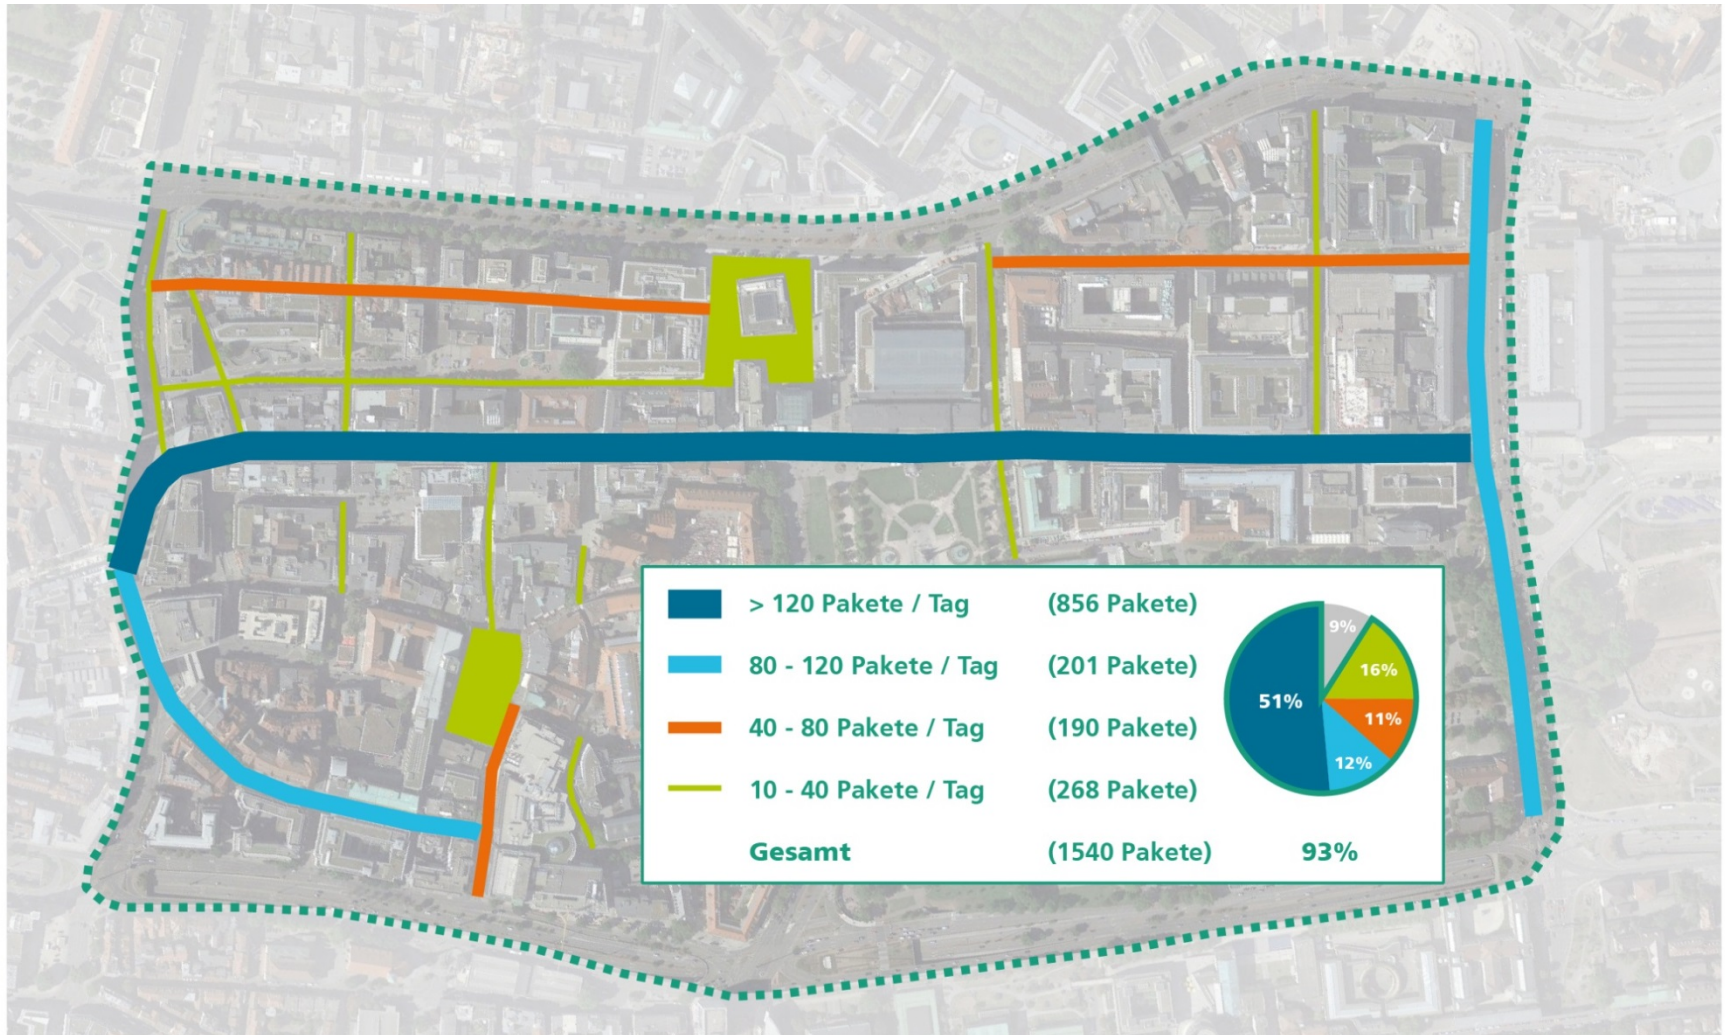 > 120 Pakete / Tag (856 Pakete)
80 - 120 Pakete / Tag (201 Pakete)
40 - 80 Pakete / Tag (190 Pakete)
10 - 40 Pakete / Tag (268 Pakete)
Gesamt (1540 Pakete) 93%
9%
16%
51%
11%
12%